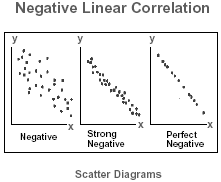 Negative Linear Correlation
y y y
x x x
Negative Strong Negative Perfect Negative
Scatter Diagrams